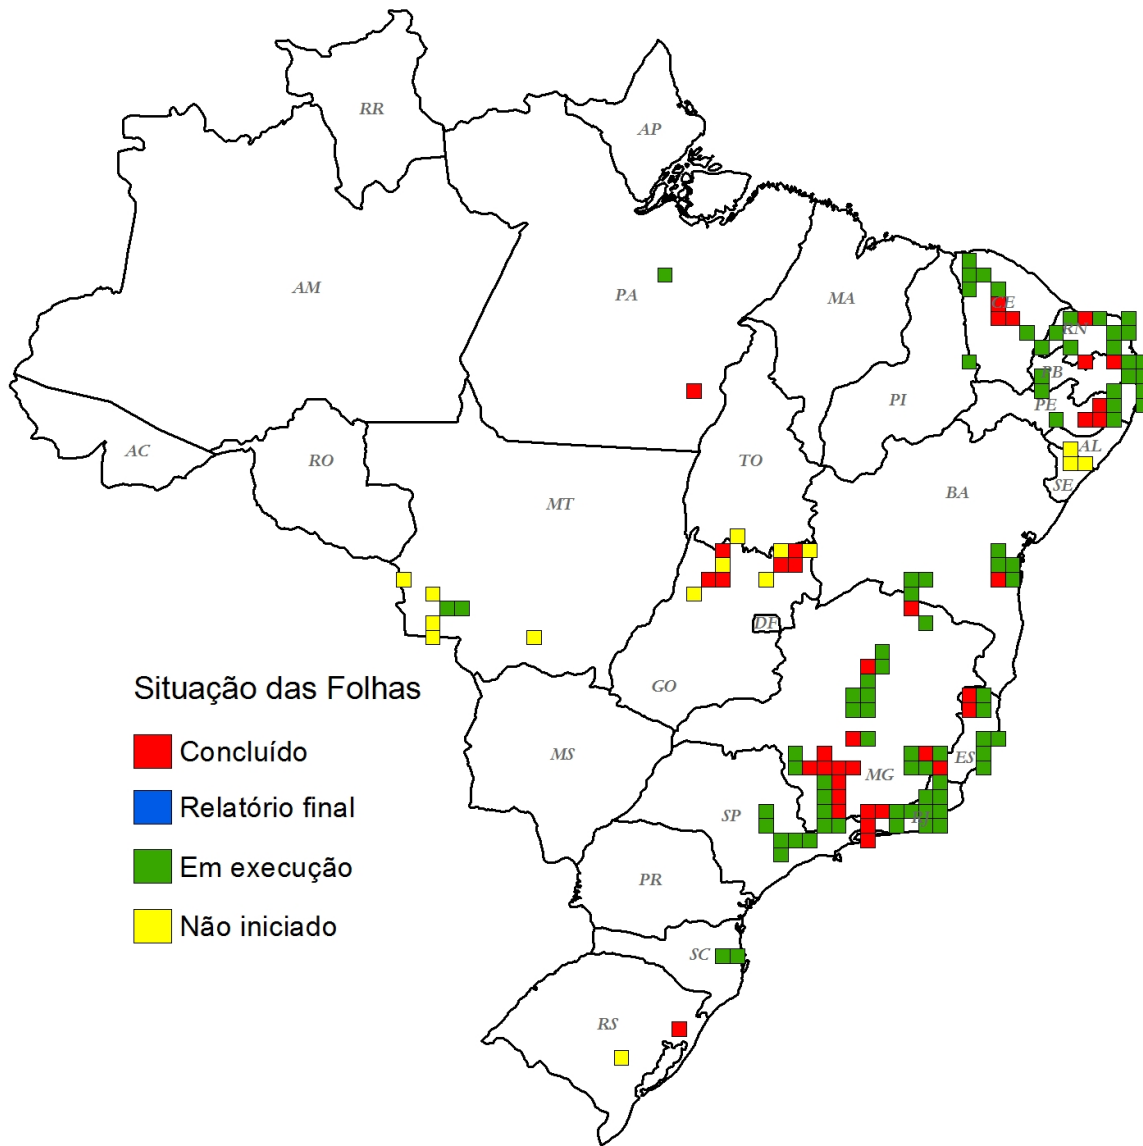 RR
AP
AM
PA
MA
CE
RN
PB
PI
PE
AC
RO
TO
AL
SE
MT
BA
DF
GO
Situação das Folhas
Concluído
MS
ES
MG
Relatório final
SP
RJ
Em execução
PR
Não iniciado
SC
RS